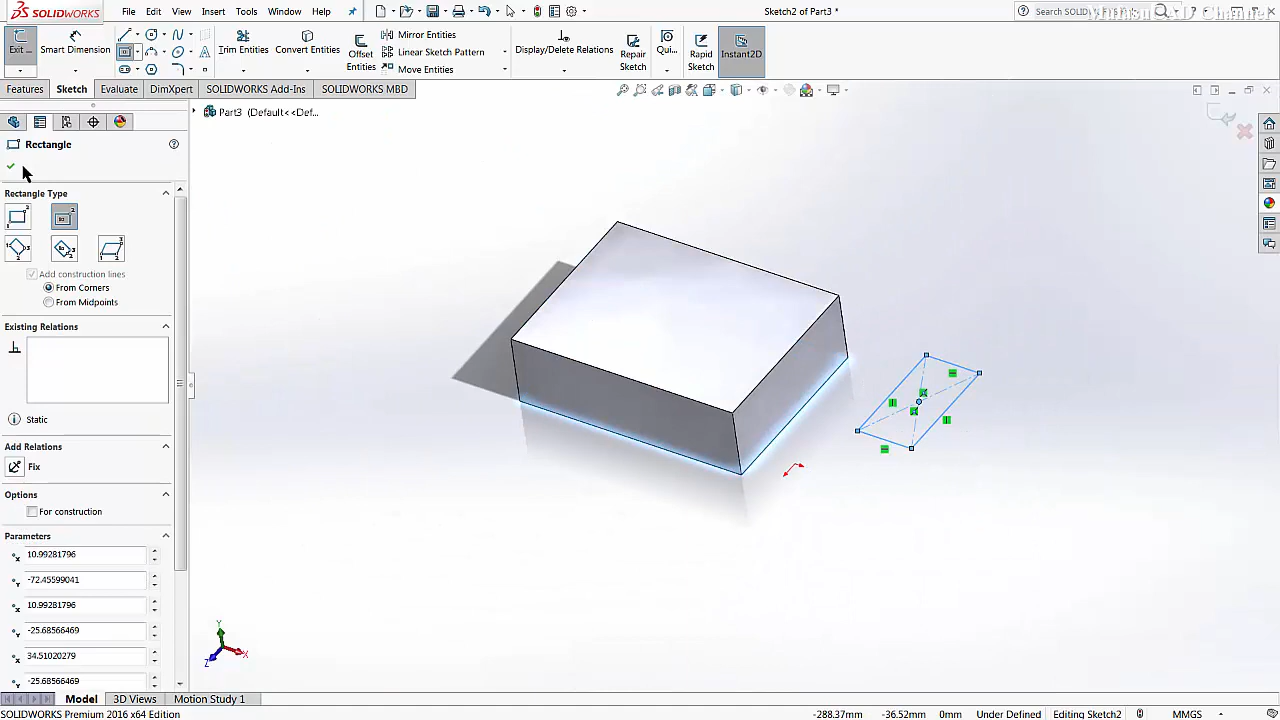 SOLIDWORKS
File Edit View Insert Tools Window Help
Sketch2 of Part3 *
Exit ...
Smart Dimension
Trim Entities
Convert Entities
Offset Entities
Mirror Entities
Linear Sketch Pattern
Move Entities
Display/Delete Relations
Repair Sketch
Qui...
Rapid Sketch
Instant2D
Features Sketch Evaluate DimXpert SOLIDWORKS Add-Ins SOLIDWORKS MBD
Part3 (Default<<Def...
Rectangle
Rectangle Type
Add construction lines
From Corners
From Midpoints
Existing Relations
Static
Add Relations
Fix
Options
For construction
Parameters
10.99281796
-72.45599041
10.99281796
-25.68566469
34.51020279
-25.68566469
Y
X
Z
Model 3D Views Motion Study 1
SOLIDWORKS Premium 2016 x64 Edition
-288.37mm -36.52mm 0mm Under Defined Editing Sketch2 MMGS